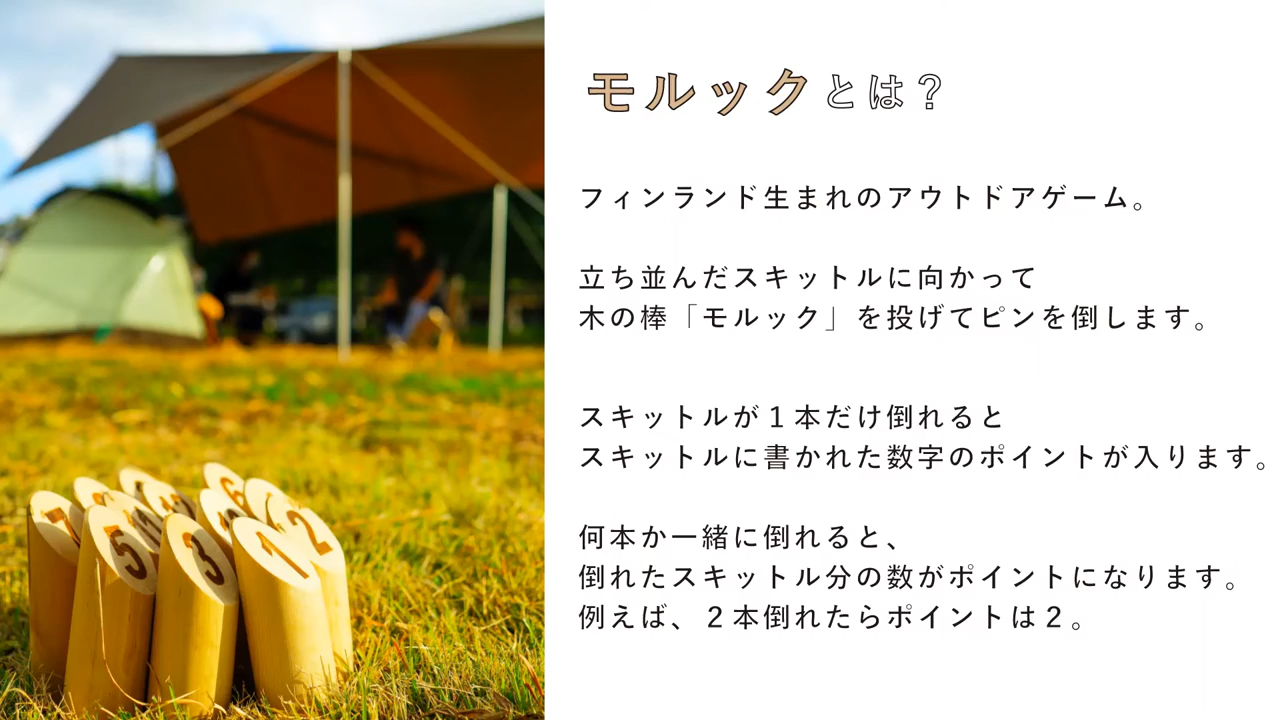 モルックとは？
フィンランド生まれのアウトドアゲーム。
立ち並んだスキットルに向かって
木の棒「モルック」を投げてピンを倒します。
スキットルが１本だけ倒れると
スキットルに書かれた数字のポイントが入ります。
何本か一緒に倒れると、
倒れたスキットル分の数がポイントになります。
例えば、２本倒れたらポイントは２。
6
7
5
3
1
2